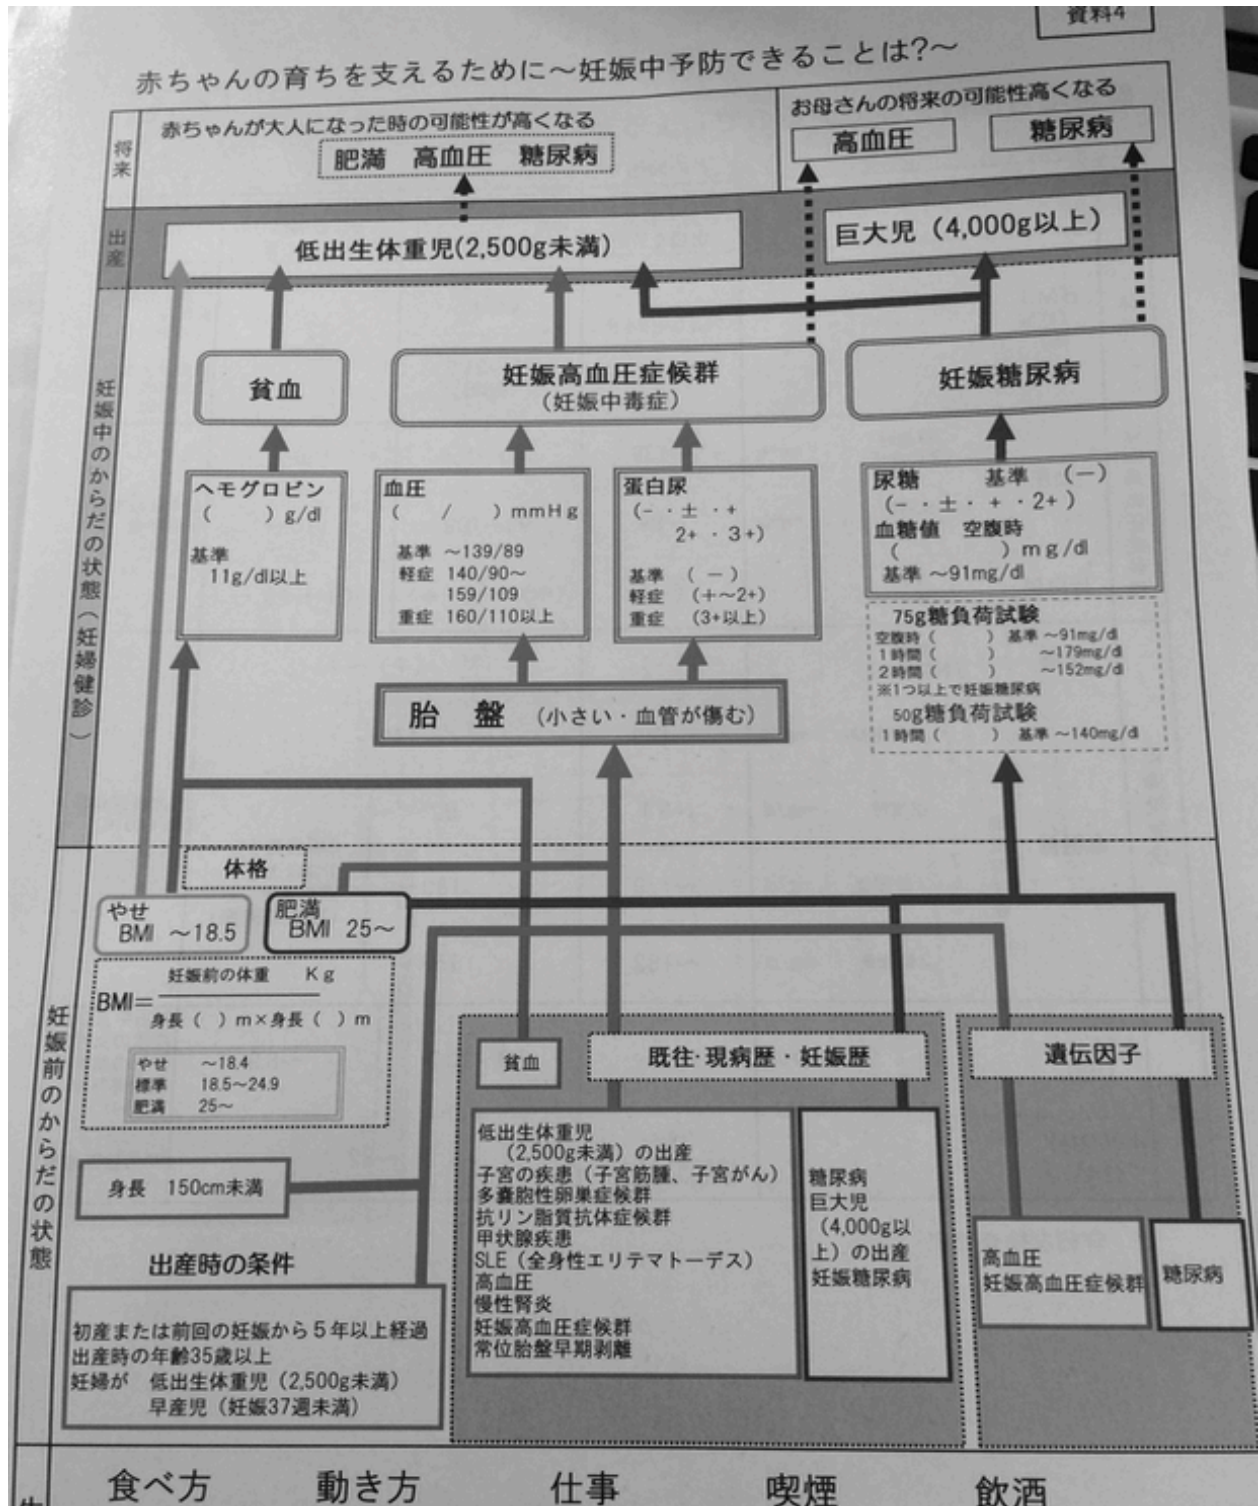 資料4
赤ちゃんの育ちを支えるために～妊娠中予防できることは?～
将来
赤ちゃんが大人になった時の可能性が高くなる
肥満 高血圧 糖尿病
お母さんの将来の可能性高くなる
高血圧
糖尿病
出産
低出生体重児(2,500g未満)
巨大児（4,000g以上）
妊娠中のからだの状態（妊婦健診）
貧血
妊娠高血圧症候群
（妊娠中毒症）
妊娠糖尿病
ヘモグロビン
（ ）g/dl
基準
11g/dl以上
血圧
（ / ）mmHg
基準 ～139/89
軽症 140/90～
159/109
重症 160/110以上
蛋白尿
(－・±・+
2+・3+)
基準 （－）
軽症 （+～2+）
重症 （3+以上）
尿糖 基準 （－）
(－・±・+・2+)
血糖値 空腹時
（ ）mg/dl
基準 ～91mg/dl
75g糖負荷試験
空腹時（ ） 基準 ～91mg/dl
1時間（ ） ～179mg/dl
2時間（ ） ～152mg/dl
※1つ以上で妊娠糖尿病
50g糖負荷試験
1時間（ ） 基準 ～140mg/dl
胎 盤 （小さい・血管が傷む）
妊娠前のからだの状態
体格
やせ
BMI ～18.5
肥満
BMI 25～
妊娠前の体重 Kg
BMI=
身長（ ）m×身長（ ）m
やせ ～18.4
標準 18.5～24.9
肥満 25～
身長 150cm未満
出産時の条件
初産または前回の妊娠から5年以上経過
出産時の年齢35歳以上
妊婦が 低出生体重児（2,500g未満）
早産児（妊娠37週未満）
貧血
既往・現病歴・妊娠歴
低出生体重児
（2,500g未満）の出産
子宮の疾患（子宮筋腫、子宮がん）
多嚢胞性卵巣症候群
抗リン脂質抗体症候群
甲状腺疾患
SLE（全身性エリテマトーデス）
高血圧
慢性腎炎
妊娠高血圧症候群
常位胎盤早期剥離
糖尿病
巨大児
（4,000g以
上）の出産
妊娠糖尿病
遺伝因子
高血圧
妊娠高血圧症候群
糖尿病
食べ方 動き方 仕事 喫煙 飲酒